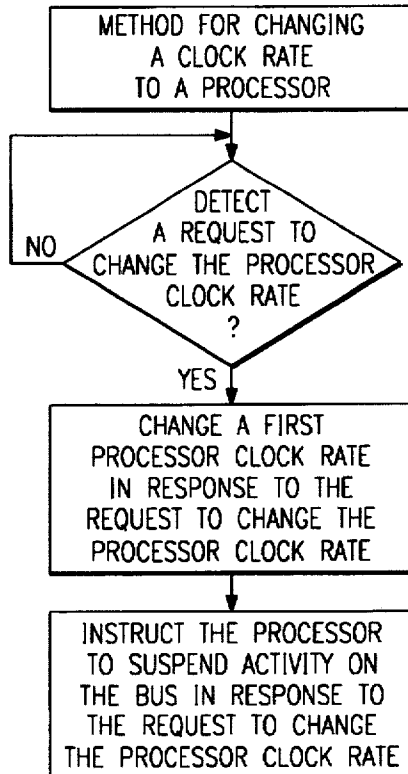 METHOD FOR CHANGING
A CLOCK RATE
TO A PROCESSOR
DETECT
A REQUEST TO
CHANGE THE PROCESSOR
CLOCK RATE
?
NO
YES
CHANGE A FIRST
PROCESSOR CLOCK RATE
IN RESPONSE TO THE
REQUEST TO CHANGE THE
PROCESSOR CLOCK RATE
INSTRUCT THE PROCESSOR
TO SUSPEND ACTIVITY ON
THE BUS IN RESPONSE TO
THE REQUEST TO CHANGE
THE PROCESSOR CLOCK RATE